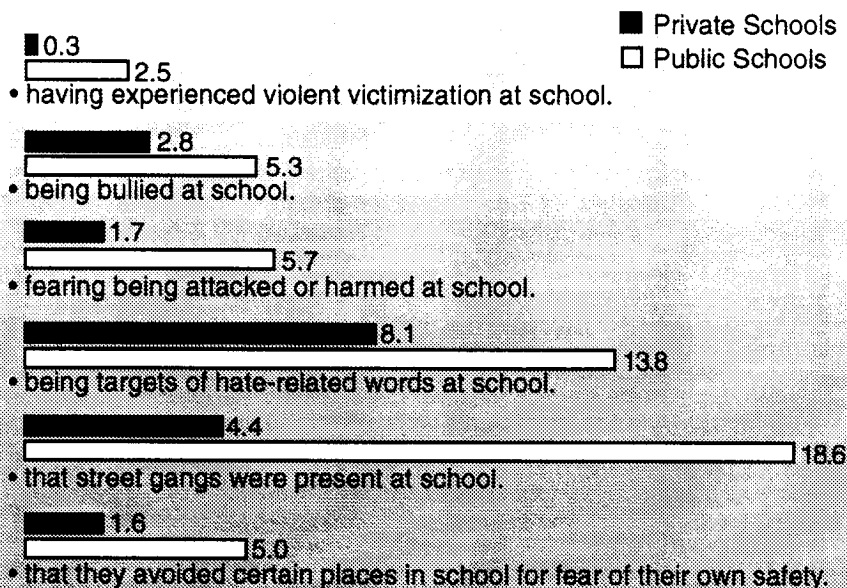 Private Schools
Public Schools
0.3
2.5
• having experienced violent victimization at school.
2.8
5.3
• being bullied at school.
1.7
5.7
• fearing being attacked or harmed at school.
8.1
13.8
• being targets of hate-related words at school.
4.4
18.6
• that street gangs were present at school.
1.6
5.0
• that they avoided certain places in school for fear of their own safety.